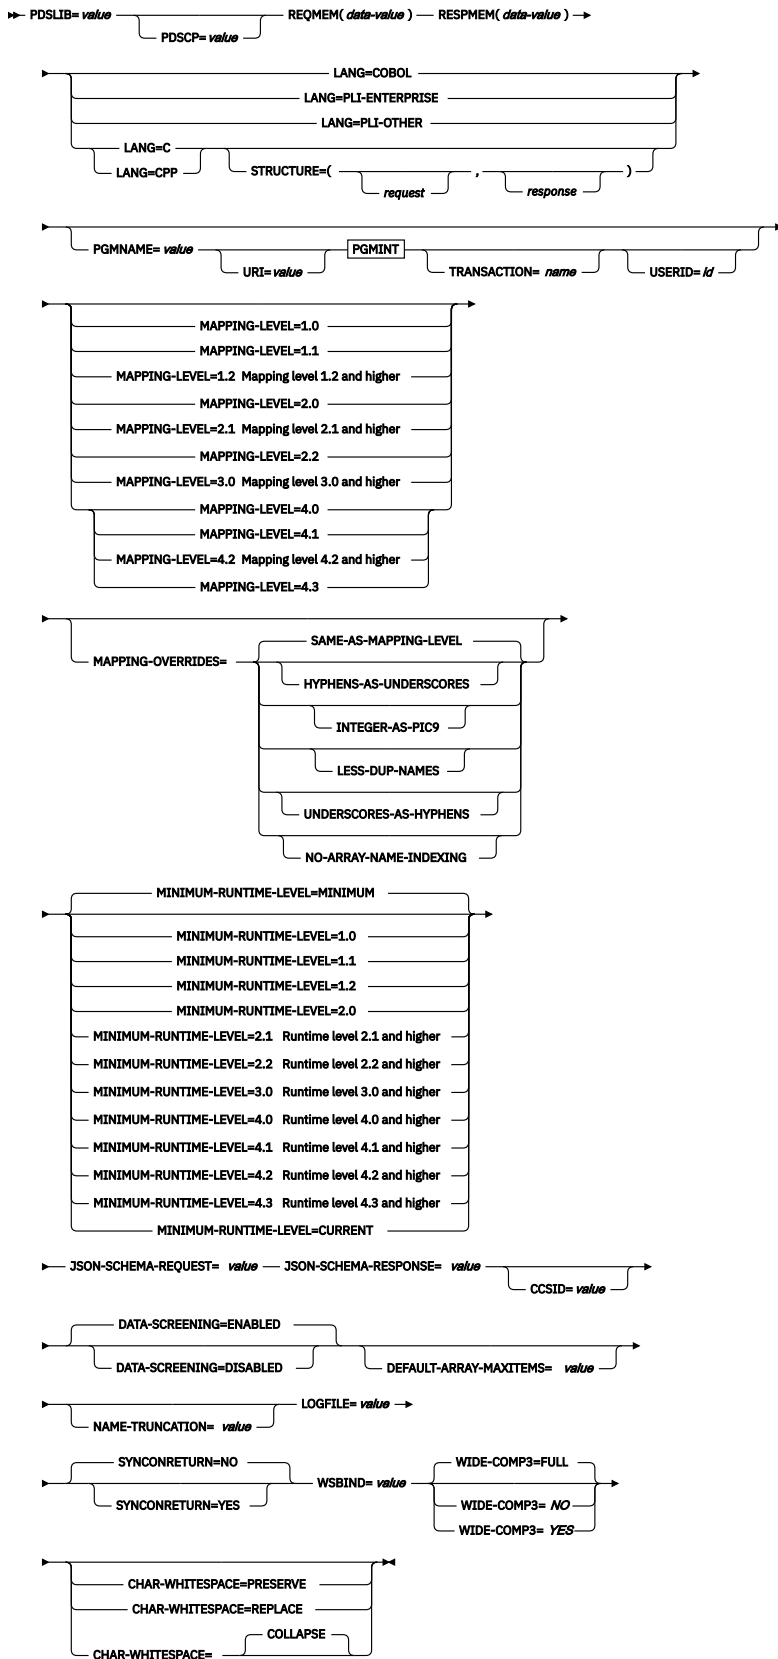 PDSLIB= value REQMEM( data-value ) RESPMEM( data-value )
PDSCP= value
LANG=COBOL
LANG=PLI-ENTERPRISE
LANG=PLI-OTHER
LANG=C
LANG=CPP STRUCTURE=( , )
request response
PGMNAME= value PGMINT
URI=value TRANSACTION= name USERID= id
MAPPING-LEVEL=1.0
MAPPING-LEVEL=1.1
MAPPING-LEVEL=1.2 Mapping level 1.2 and higher
MAPPING-LEVEL=2.0
MAPPING-LEVEL=2.1 Mapping level 2.1 and higher
MAPPING-LEVEL=2.2
MAPPING-LEVEL=3.0 Mapping level 3.0 and higher
MAPPING-LEVEL=4.0
MAPPING-LEVEL=4.1
MAPPING-LEVEL=4.2 Mapping level 4.2 and higher
MAPPING-LEVEL=4.3
SAME-AS-MAPPING-LEVEL
MAPPING-OVERRIDES=
HYPHENS-AS-UNDERSCORES
INTEGER-AS-PIC9
LESS-DUP-NAMES
UNDERSCORES-AS-HYPHENS
NO-ARRAY-NAME-INDEXING
MINIMUM-RUNTIME-LEVEL=MINIMUM
MINIMUM-RUNTIME-LEVEL=1.0
MINIMUM-RUNTIME-LEVEL=1.1
MINIMUM-RUNTIME-LEVEL=1.2
MINIMUM-RUNTIME-LEVEL=2.0
MINIMUM-RUNTIME-LEVEL=2.1 Runtime level 2.1 and higher
MINIMUM-RUNTIME-LEVEL=2.2 Runtime level 2.2 and higher
MINIMUM-RUNTIME-LEVEL=3.0 Runtime level 3.0 and higher
MINIMUM-RUNTIME-LEVEL=4.0 Runtime level 4.0 and higher
MINIMUM-RUNTIME-LEVEL=4.1 Runtime level 4.1 and higher
MINIMUM-RUNTIME-LEVEL=4.2 Runtime level 4.2 and higher
MINIMUM-RUNTIME-LEVEL=4.3 Runtime level 4.3 and higher
MINIMUM-RUNTIME-LEVEL=CURRENT
JSON-SCHEMA-REQUEST= value JSON-SCHEMA-RESPONSE= value
CCSID= value
DATA-SCREENING=ENABLED
DATA-SCREENING=DISABLED DEFAULT-ARRAY-MAXITEMS= value
LOGFILE= value
NAME-TRUNCATION= value
SYNCONRETURN=NO WIDE-COMP3=FULL
WSBIND= value
SYNCONRETURN=YES WIDE-COMP3= NO
WIDE-COMP3= YES
CHAR-WHITESPACE=PRESERVE
CHAR-WHITESPACE=REPLACE
COLLAPSE
CHAR-WHITESPACE=